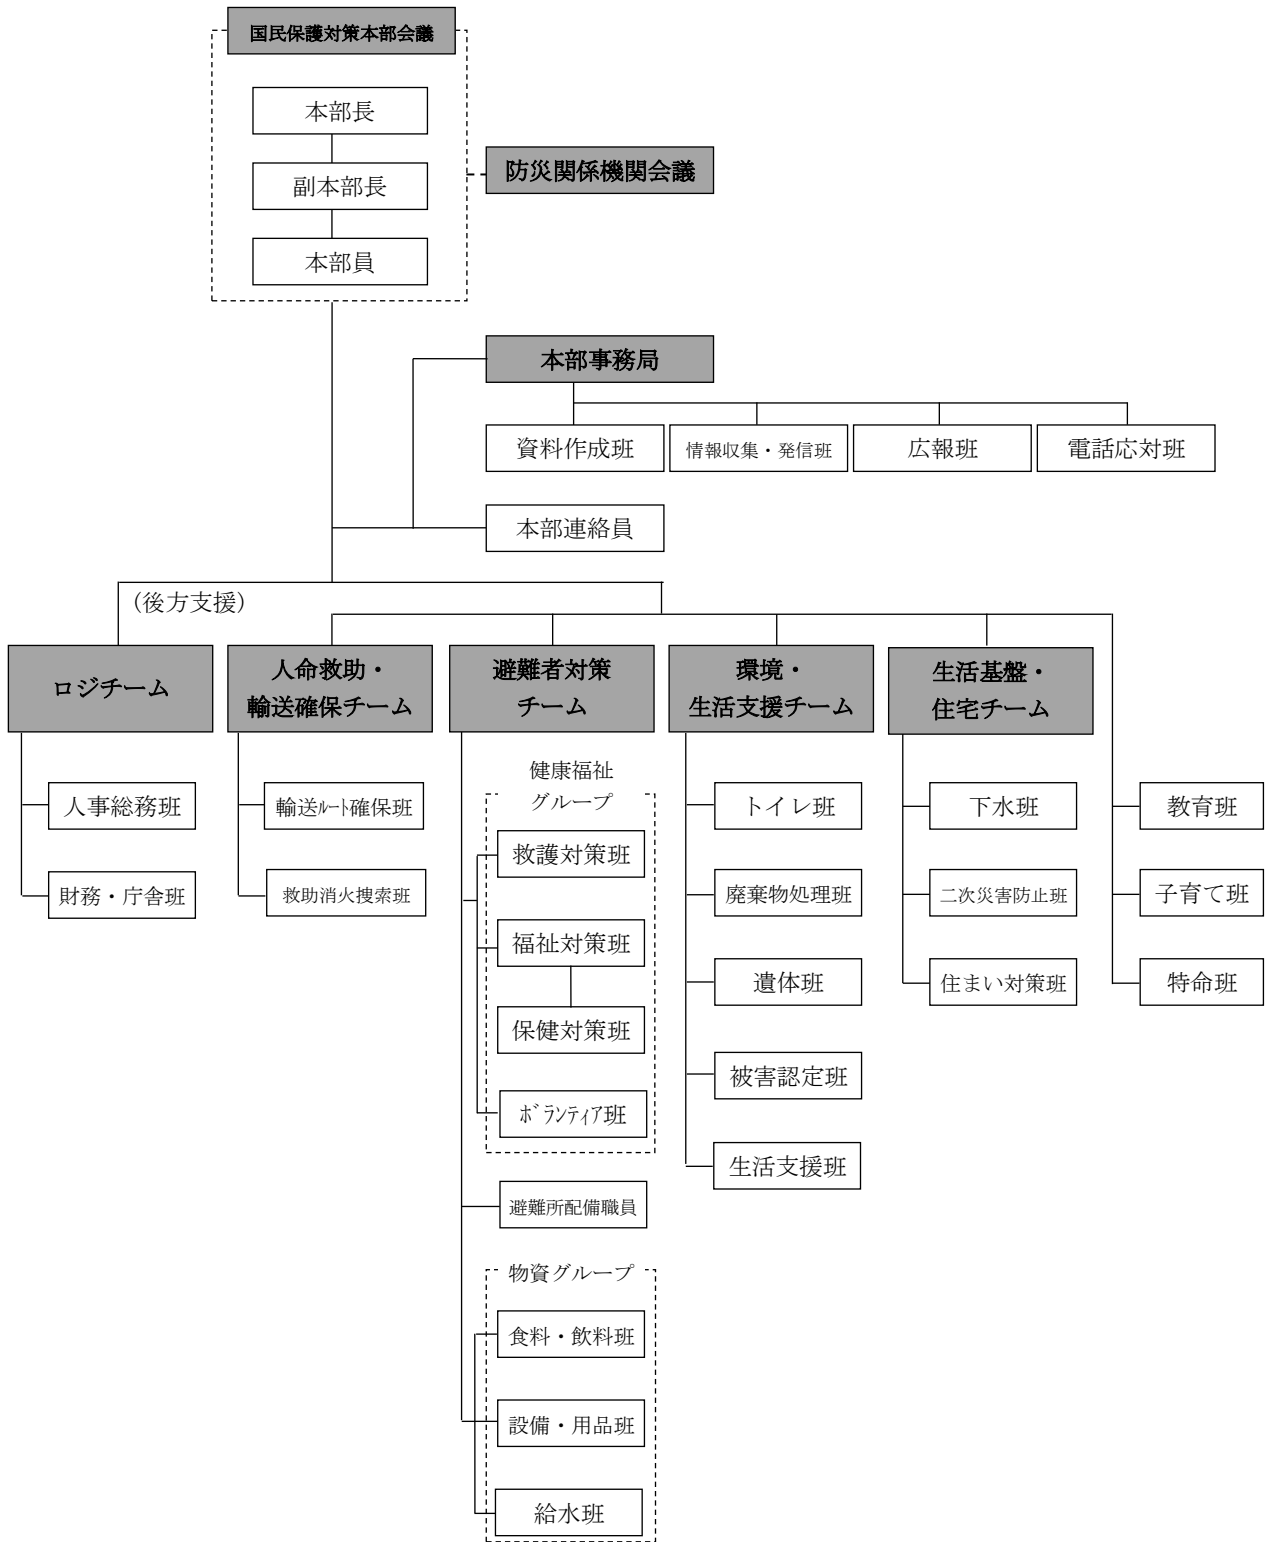 国民保護対策本部会議
本部長
副本部長
本部員
防災関係機関会議
本部事務局
資料作成班
情報収集・発信班
広報班
電話応対班
本部連絡員
(後方支援)
ロジチーム
人事総務班
財務・庁舎班
人命救助・
輸送確保チーム
輸送ﾙｰﾄ確保班
救助消火捜索班
避難者対策
チーム
健康福祉
グループ
救護対策班
福祉対策班
保健対策班
ﾎﾞﾗﾝﾃｨｱ班
避難所配備職員
物資グループ
食料・飲料班
設備・用品班
給水班
環境・
生活支援チーム
トイレ班
廃棄物処理班
遺体班
被害認定班
生活支援班
生活基盤・
住宅チーム
下水班
二次災害防止班
住まい対策班
教育班
子育て班
特命班